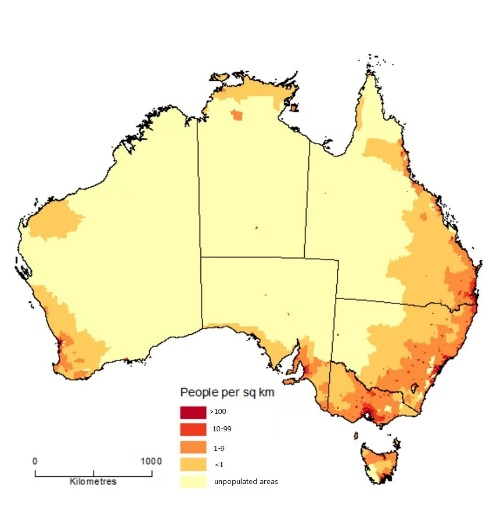 People per sq km
>100
10-99
1-9
<1
unpopulated areas
0 1000
Kilometres